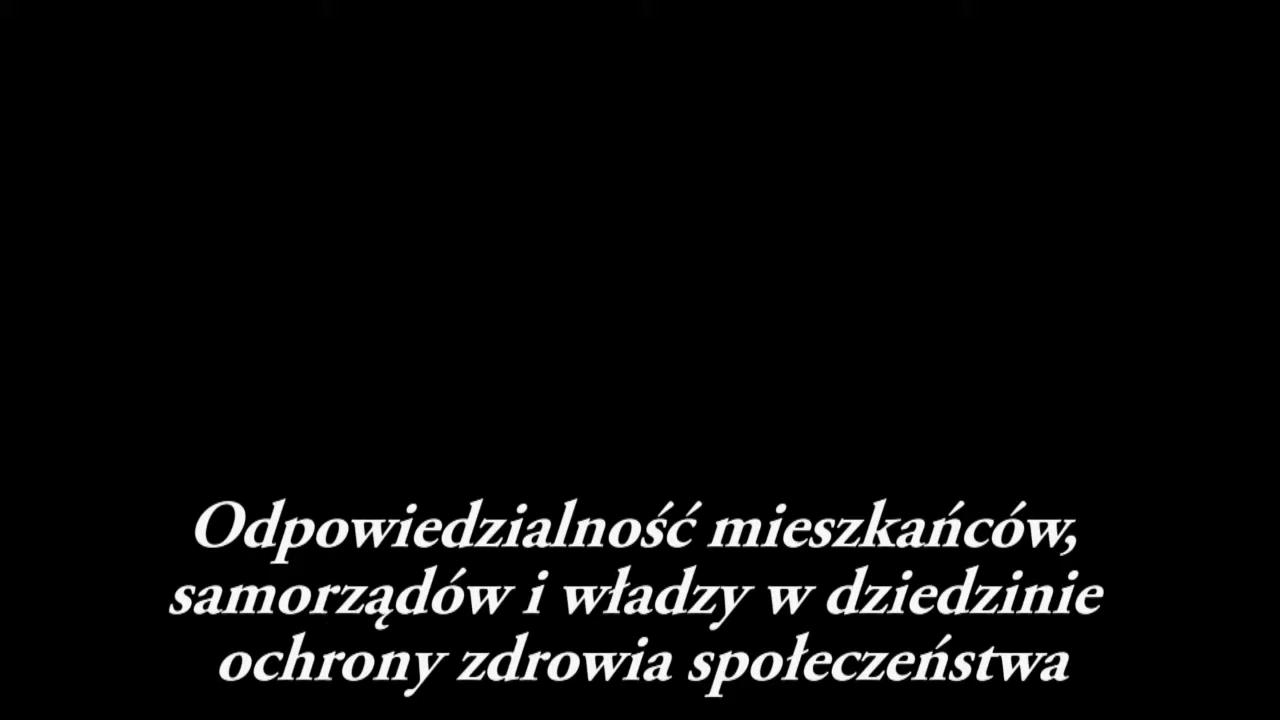 Odpowiedzialność mieszkańców,
samorządów i władzy w dziedzinie
ochrony zdrowia społeczeństwa